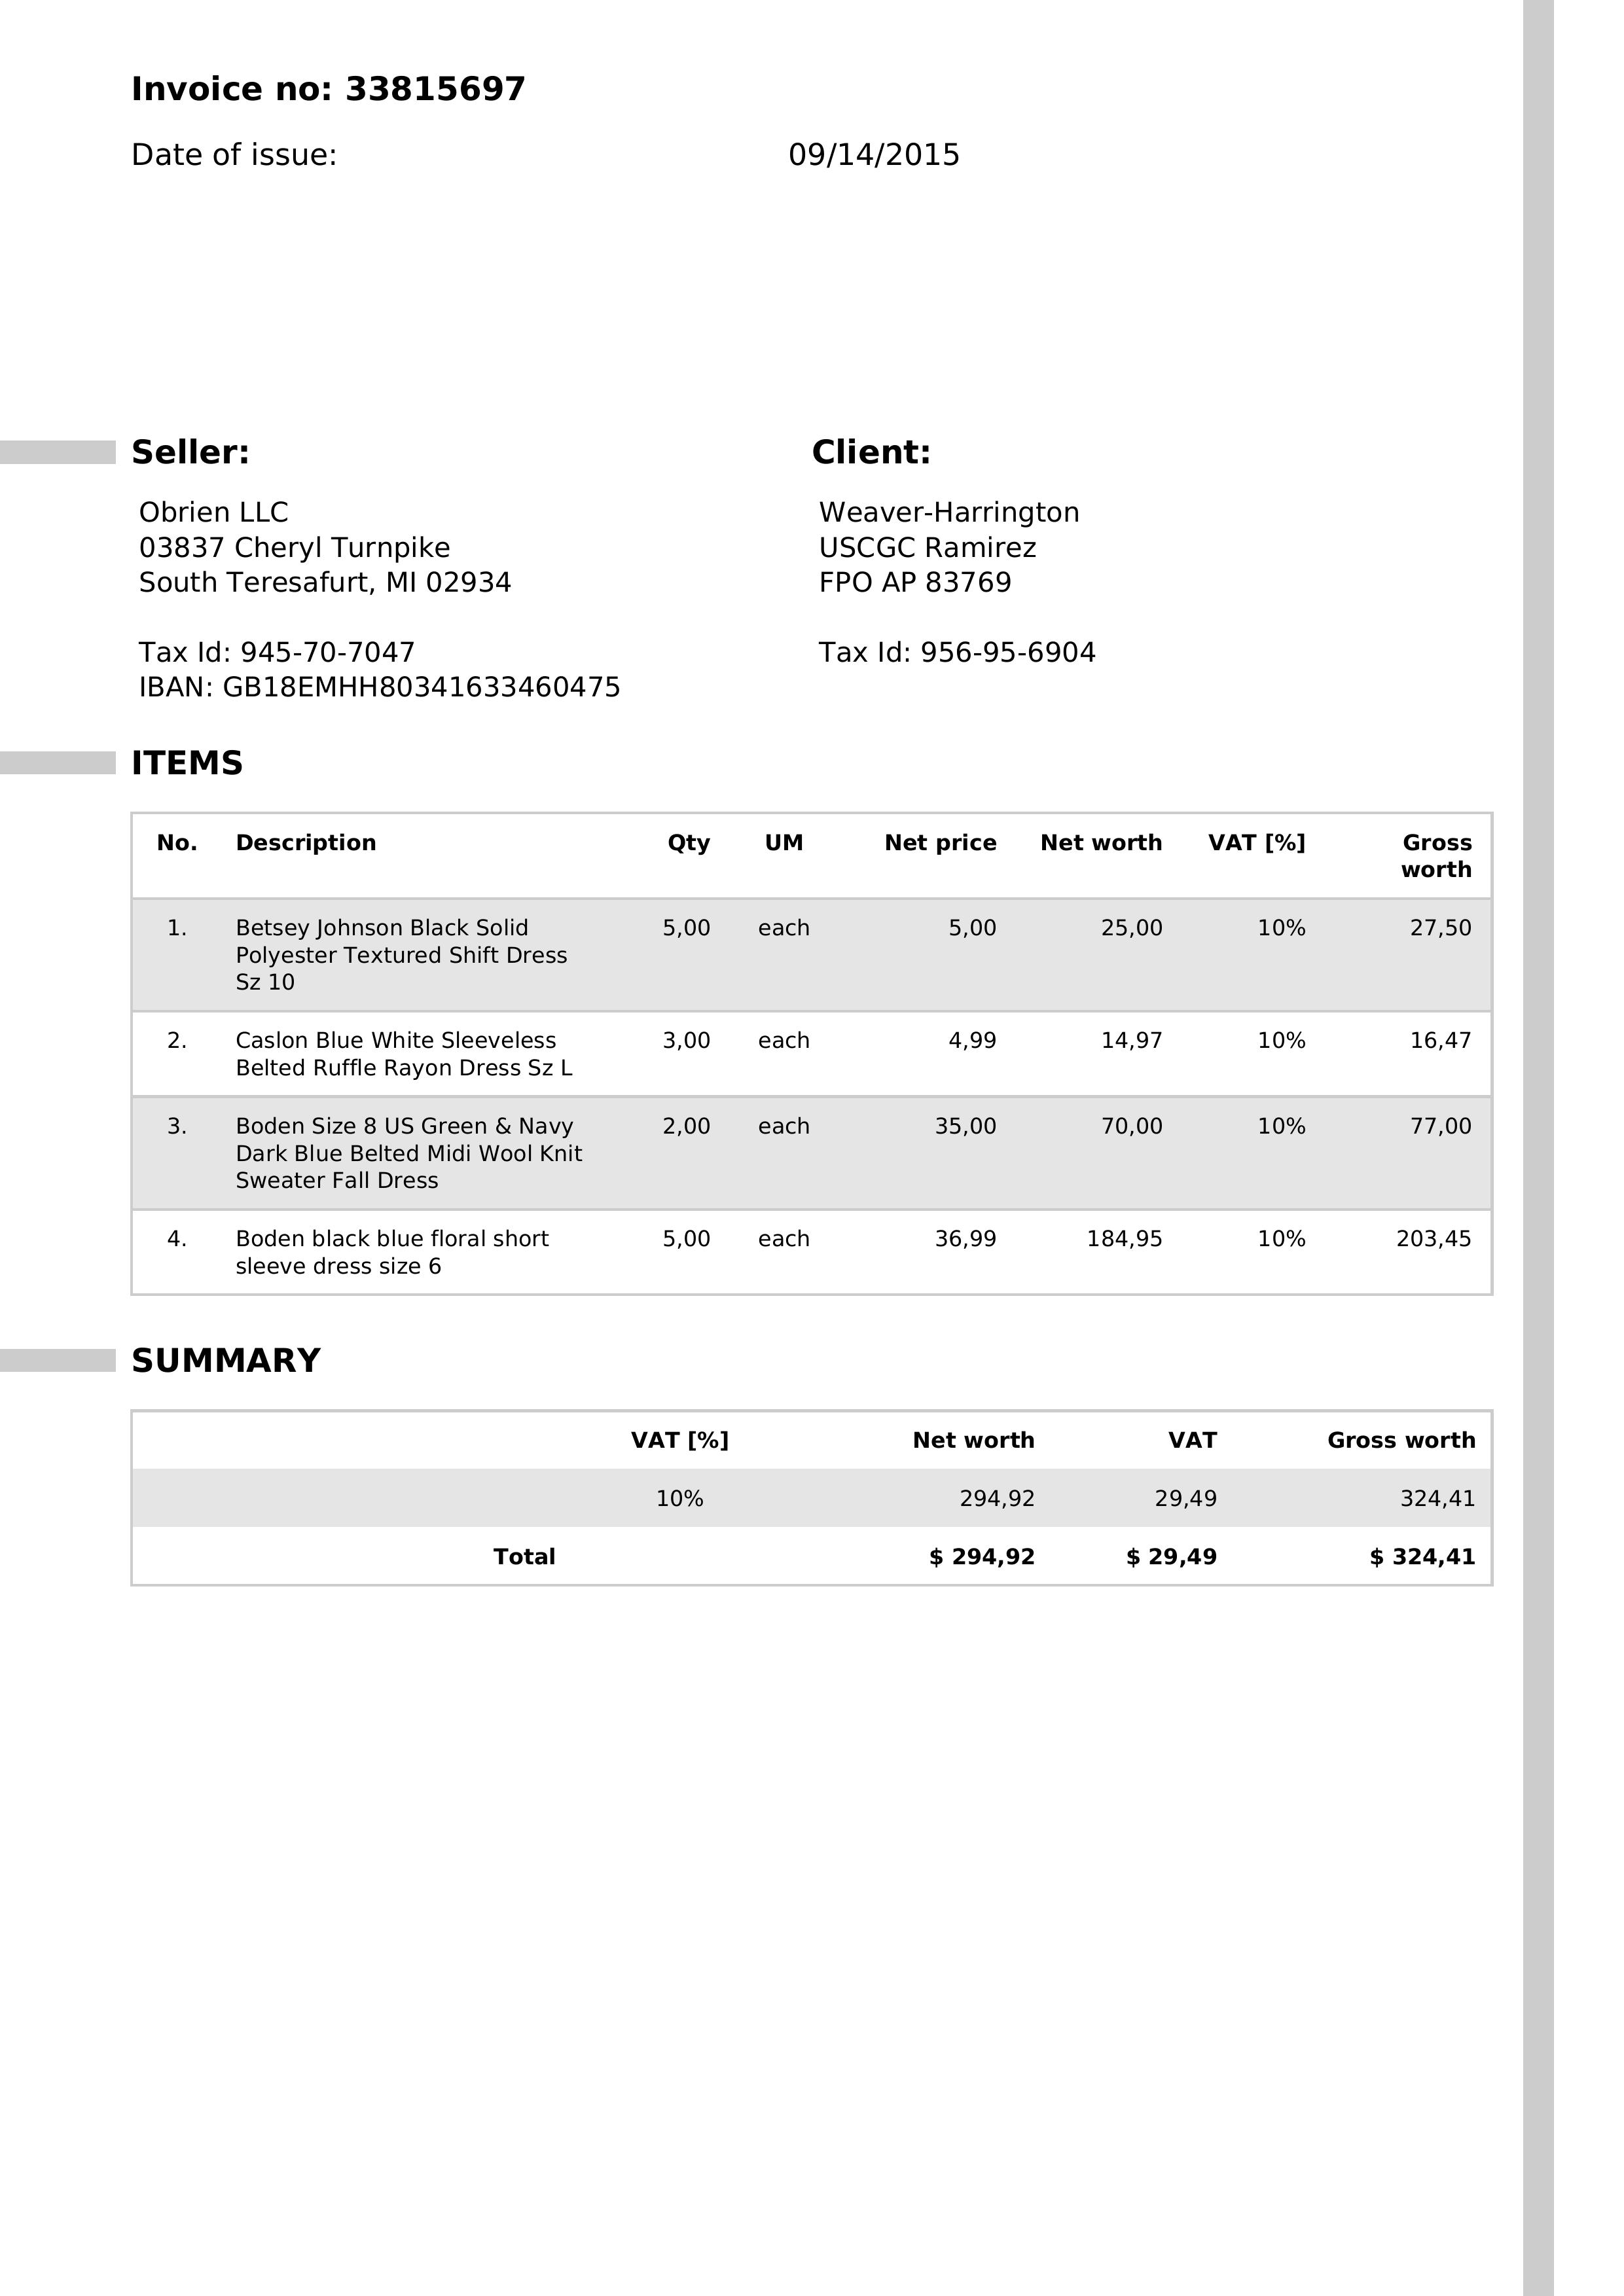 Invoice no: 33815697
Date of issue: 09/14/2015
Seller:
Obrien LLC
03837 Cheryl Turnpike
South Teresafurt, MI 02934
Tax Id: 945-70-7047
IBAN: GB18EMHH80341633460475
Client:
Weaver-Harrington
USCGC Ramirez
FPO AP 83769
Tax Id: 956-95-6904
ITEMS
No. Description Qty UM Net price Net worth VAT [%] Gross
worth
1. Betsey Johnson Black Solid 5,00 each 5,00 25,00 10% 27,50
Polyester Textured Shift Dress
Sz 10
2. Caslon Blue White Sleeveless 3,00 each 4,99 14,97 10% 16,47
Belted Ruffle Rayon Dress Sz L
3. Boden Size 8 US Green & Navy 2,00 each 35,00 70,00 10% 77,00
Dark Blue Belted Midi Wool Knit
Sweater Fall Dress
4. Boden black blue floral short 5,00 each 36,99 184,95 10% 203,45
sleeve dress size 6
SUMMARY
VAT [%] Net worth VAT Gross worth
10% 294,92 29,49 324,41
Total $ 294,92 $ 29,49 $ 324,41